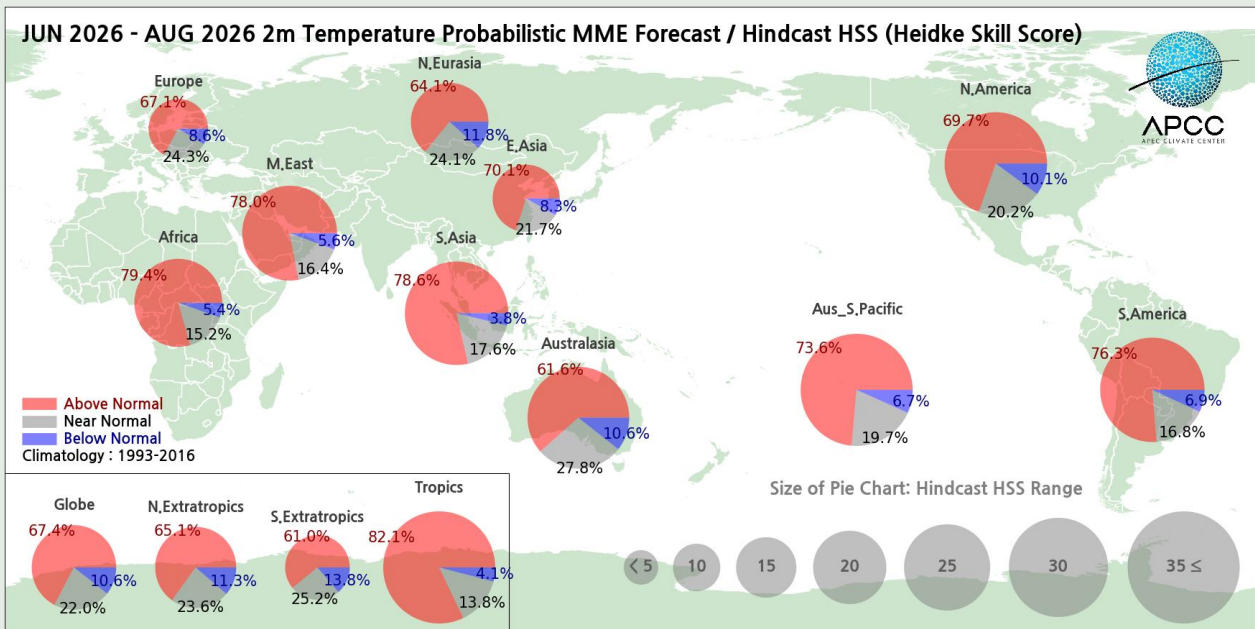 JUN 2026 - AUG 2026 2m Temperature Probabilistic MME Forecast / Hindcast HSS (Heidke Skill Score)
APCC
APEC CLIMATE CENTER
Europe
67.1%
8.6%
24.3%
N.Eurasia
64.1%
11.8%
24.1%
N.America
69.7%
10.1%
20.2%
M.East
78.0%
5.6%
16.4%
E.Asia
70.1%
8.3%
21.7%
Africa
79.4%
5.4%
15.2%
S.Asia
78.6%
3.8%
17.6%
Australasia
61.6%
10.6%
27.8%
Aus_S.Pacific
73.6%
6.7%
19.7%
S.America
76.3%
6.9%
16.8%
Above Normal
Near Normal
Below Normal
Climatology : 1993-2016
Globe
67.4%
10.6%
22.0%
N.Extratropics
65.1%
11.3%
23.6%
S.Extratropics
61.0%
13.8%
25.2%
Tropics
82.1%
4.1%
13.8%
Size of Pie Chart: Hindcast HSS Range
< 5
10
15
20
25
30
35 ≤